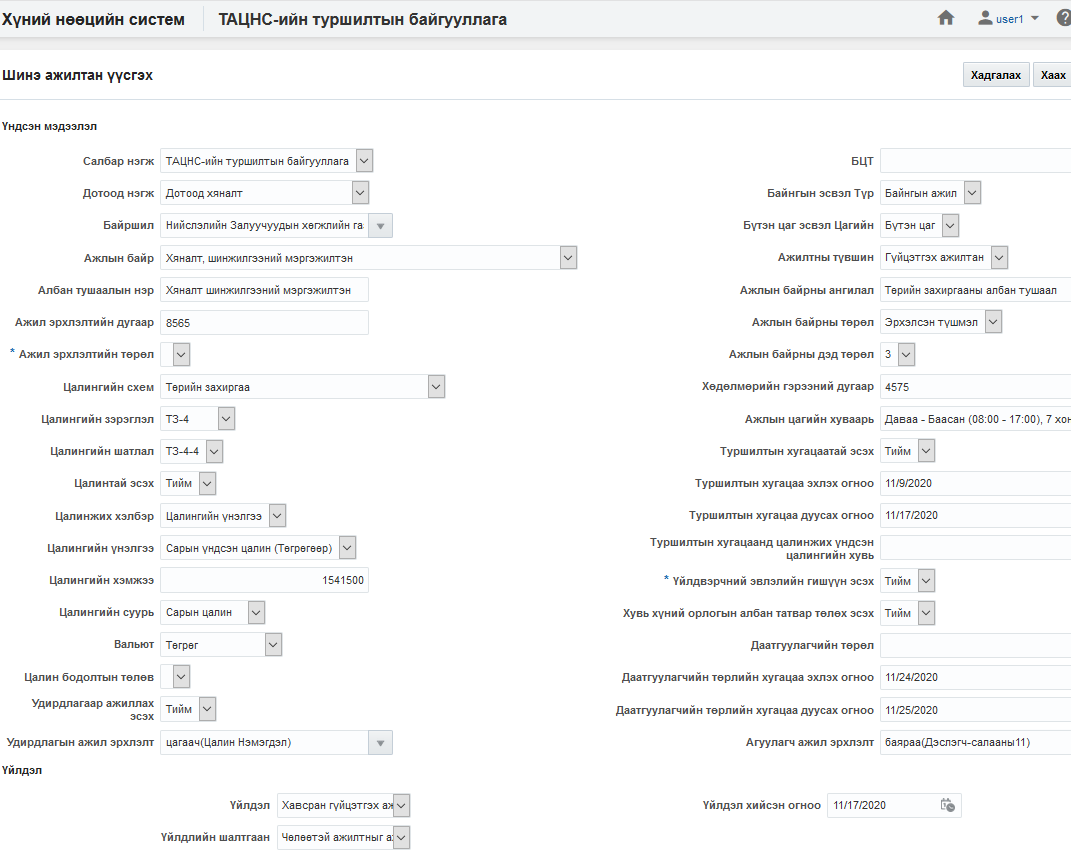 Хүний нөөцийн систем ТАЦНС-ийн туршилтын байгууллага user1
Шинэ ажилтан үүсгэх Хадгалах Хаах
Үндсэн мэдээлэл
Салбар нэгж ТАЦНС-ийн туршилтын байгууллага БЦТ
Дотоод нэгж Дотоод хяналт Байнгын эсвэл Түр Байнгын ажил
Байршил Нийслэлийн Залуучуудын хөгжлийн га Бүтэн цаг эсвэл Цагийн Бүтэн цаг
Ажлын байр Хяналт, шинжилгээний мэргэжилтэн Ажилтны түвшин Гүйцэтгэх ажилтан
Албан тушаалын нэр Хяналт шинжилгээний мэргэжилтэн Ажлын байрны ангилал Төрийн захиргааны албан тушаал
Ажил эрхлэлтийн дугаар 8565 Ажлын байрны төрөл Эрхэлсэн түшмэл
* Ажил эрхлэлтийн төрөл Ажлын байрны дэд төрөл 3
Цалингийн схем Төрийн захиргаа Хөдөлмөрийн гэрээний дугаар 4575
Цалингийн зэрэглэл ТЗ-4 Ажлын цагийн хуваарь Даваа - Баасан (08:00 - 17:00), 7 хон
Цалингийн шатлал ТЗ-4-4 Туршилтын хугацаатай эсэх Тийм
Цалинтай эсэх Тийм Туршилтын хугацаа эхлэх огноо 11/9/2020
Цалинжих хэлбэр Цалингийн үнэлгээ Туршилтын хугацаа дуусах огноо 11/17/2020
Цалингийн үнэлгээ Сарын үндсэн цалин (Төгрөгөөр) Туршилтын хугацаанд цалинжих үндсэн
цалингийн хувь
Цалингийн хэмжээ 1541500 * Үйлдвэрчний эвлэлийн гишүүн эсэх Тийм
Цалингийн суурь Сарын цалин Хувь хүний орлогын албан татвар төлөх эсэх Тийм
Вальют Төгрөг Даатгуулагчийн төрөл
Цалин бодолтын төлөв Даатгуулагчийн төрлийн хугацаа эхлэх огноо 11/24/2020
Удирдлагаар ажиллах
эсэх Тийм Даатгуулагчийн төрлийн хугацаа дуусах огноо 11/25/2020
Удирдлагын ажил эрхлэлт цагаач(Цалин Нэмэгдэл) Агуулагч ажил эрхлэлт баяраа(Дэслэгч-салааны11)
Үйлдэл
Үйлдэл Хавсран гүйцэтгэх аж Үйлдэл хийсэн огноо 11/17/2020
Үйлдлийн шалтгаан Чөлөөтэй ажилтныг а